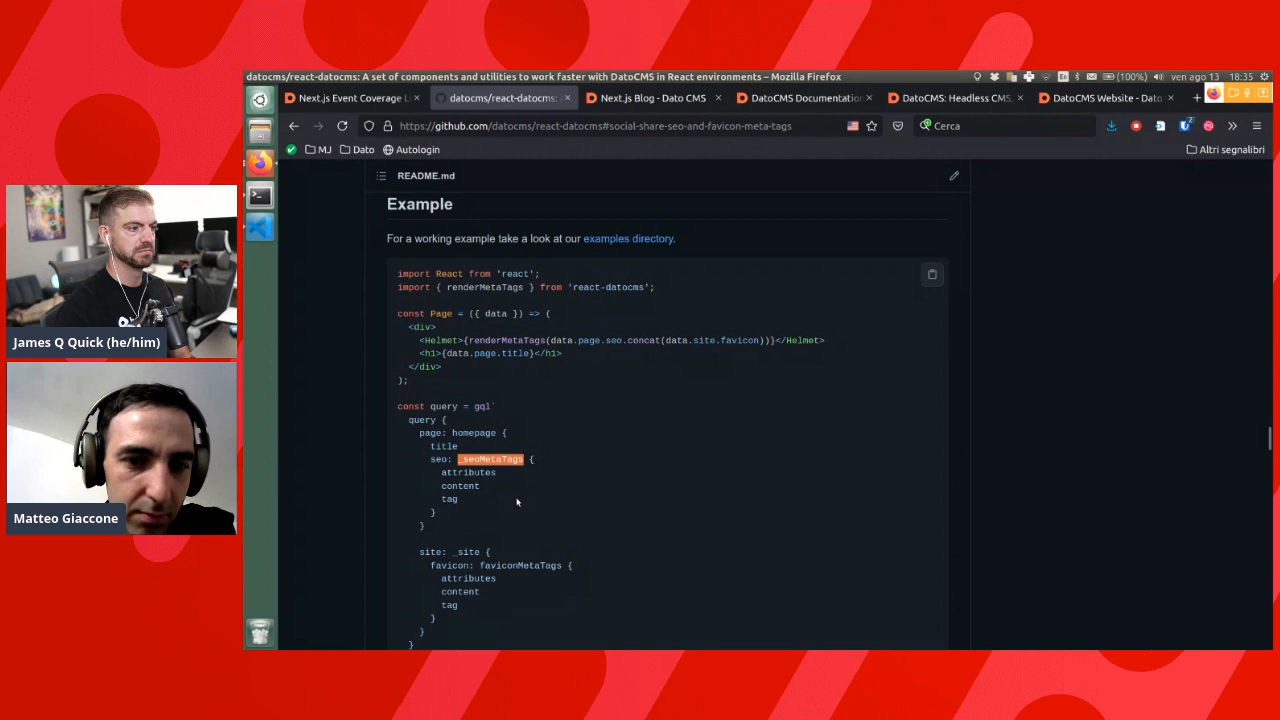 datocms/react-datocms: A set of components and utilities to work faster with DatoCMS in React environments – Mozilla Firefox
En
(100%)
ven ago 13
18:35
Next.js Event Coverage L
datocms/react-datocms:
Next.js Blog - Dato CMS
DatoCMS Documentation
DatoCMS: Headless CMS,
DatoCMS Website - Dato
https://github.com/datocms/react-datocms#social-share-seo-and-favicon-meta-tags
Cerca
MJ
Dato
Autologin
Altri segnalibri
README.md
Example
For a working example take a look at our examples directory.
import React from 'react';
import { renderMetaTags } from 'react-datocms';
const Page = ({ data }) => (
<div>
<Helmet>{renderMetaTags(data.page.seo.concat(data.site.favicon))}</Helmet>
<h1>{data.page.title}</h1>
</div>
);
const query = gql`
query {
page: homepage {
title
seo: _seoMetaTags {
attributes
content
tag
}
}
site: _site {
favicon: faviconMetaTags {
attributes
content
tag
}
}
}
James Q Quick (he/him)
Matteo Giaccone